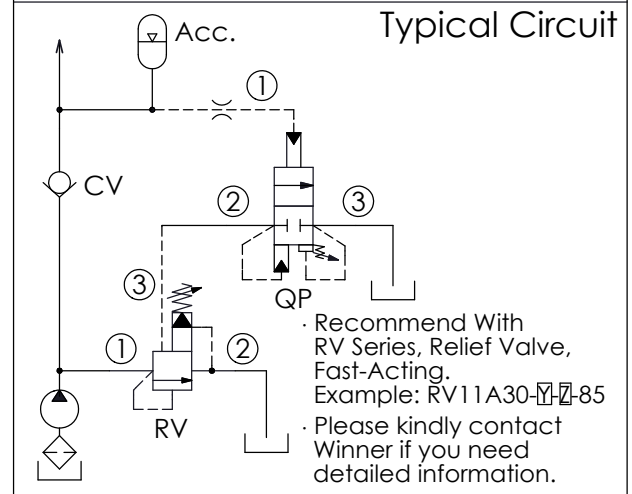 Typical Circuit
Acc.
①
CV
②
③
③
QP
①
②
RV
· Recommend With
RV Series, Relief Valve,
Fast-Acting.
Example: RV11A30-Y-Z-85
· Please kindly contact
Winner if you need
detailed information.